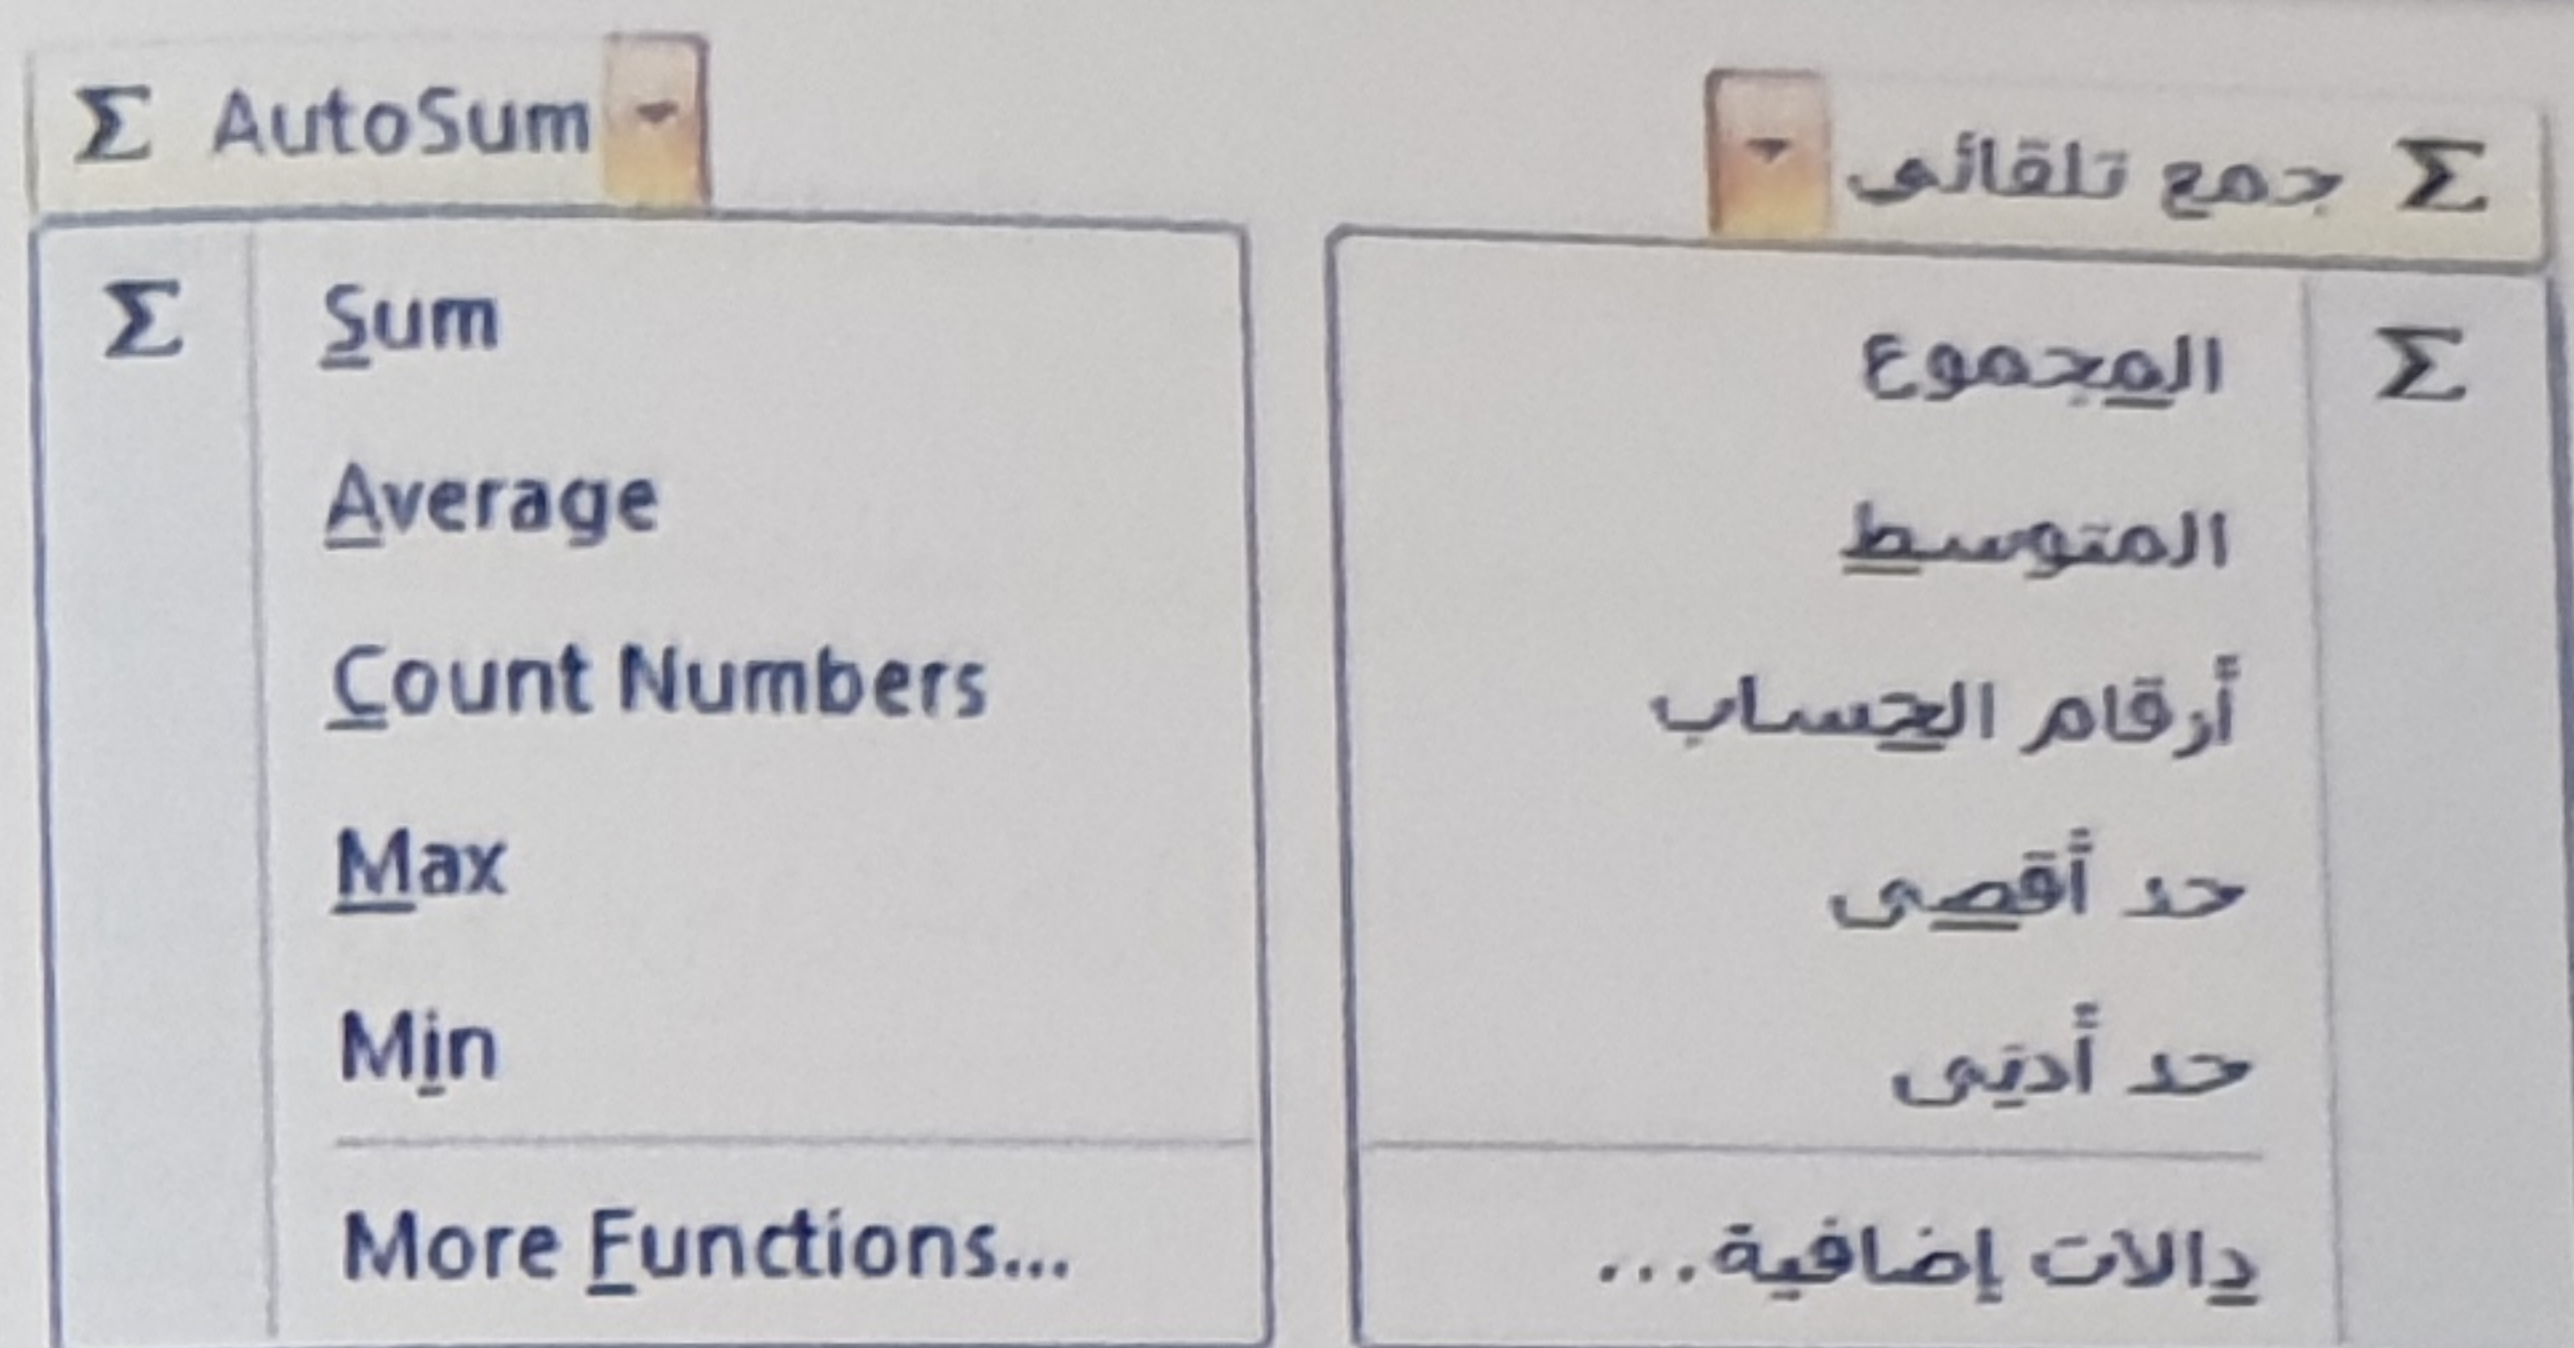 Σ AutoSum
Σ Sum
Average
Count Numbers
Max
Min
More Functions...
Σ جمع تلقائي
Σ المجموع
المتوسط
أرقام الحساب
حد أقصى
حد أدنى
دالات إضافية...